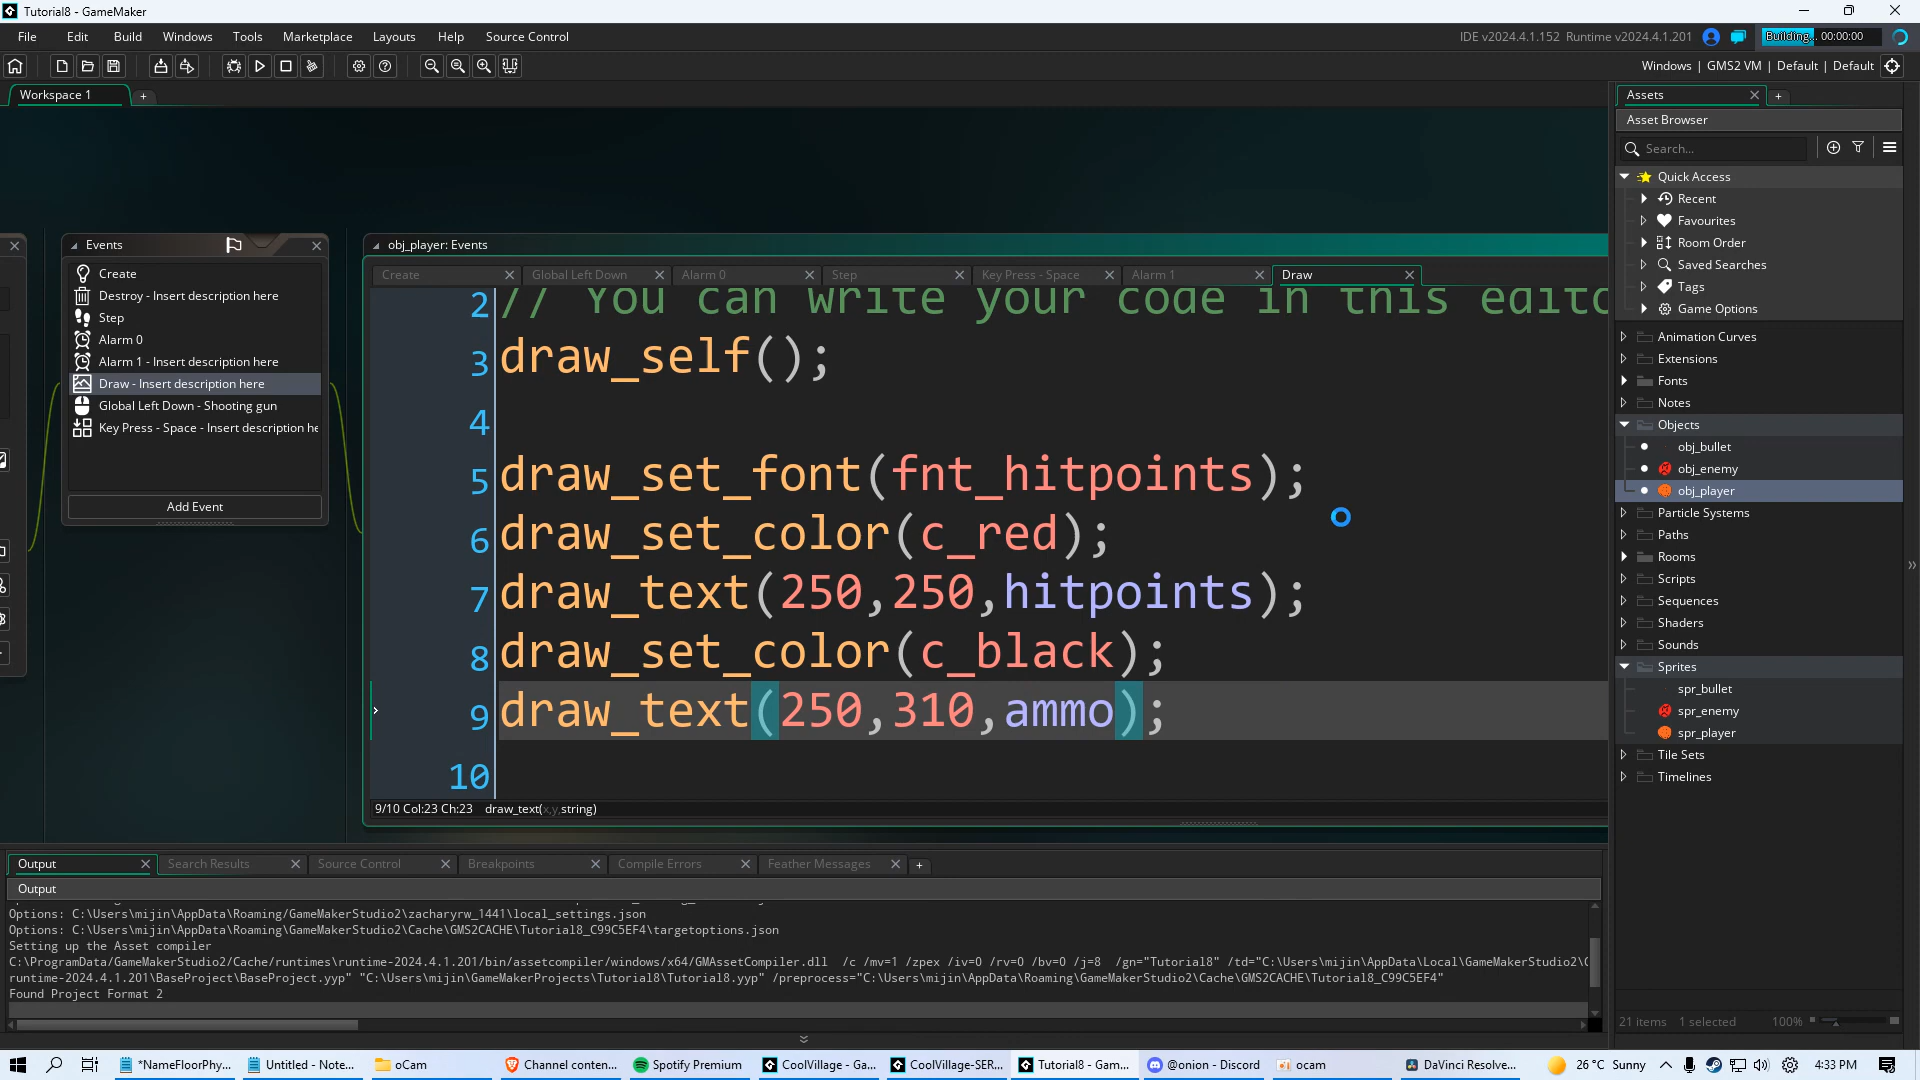 Tutorial8 - GameMaker
File Edit Build Windows Tools Marketplace Layouts Help Source Control
IDE v2024.4.1.152 Runtime v2024.4.1.201
Building... 00:00:00
Windows | GMS2 VM | Default | Default
Workspace 1
Events
Create
Destroy - Insert description here
Step
Alarm 0
Alarm 1 - Insert description here
Draw - Insert description here
Global Left Down - Shooting gun
Key Press - Space - Insert description he
Add Event
obj_player: Events
Create Global Left Down Alarm 0 Step Key Press - Space Alarm 1 Draw
2 // You can write your code in this edito
3 draw_self();
4
5 draw_set_font(fnt_hitpoints);
6 draw_set_color(c_red);
7 draw_text(250,250,hitpoints);
8 draw_set_color(c_black);
9 draw_text(250,310,ammo);
10
9/10 Col:23 Ch:23 draw_text(x,y,string)
Assets
Asset Browser
Search...
Quick Access
Recent
Favourites
Room Order
Saved Searches
Tags
Game Options
Animation Curves
Extensions
Fonts
Notes
Objects
obj_bullet
obj_enemy
obj_player
Particle Systems
Paths
Rooms
Scripts
Sequences
Shaders
Sounds
Sprites
spr_bullet
spr_enemy
spr_player
Tile Sets
Timelines
21 items 1 selected 100%
Output Search Results Source Control Breakpoints Compile Errors Feather Messages
Output
Options: C:\Users\mijin\AppData\Roaming/GameMakerStudio2\zacharyrw_1441\local_settings.json
Options: C:\Users\mijin\AppData\Roaming\GameMakerStudio2\Cache\GMS2CACHE\Tutorial8_C99C5EF4\targetoptions.json
Setting up the Asset compiler
C:\ProgramData/GameMakerStudio2/Cache/runtimes\runtime-2024.4.1.201/bin/assetcompiler/windows/x64/GMAssetCompiler.dll /c /mv=1 /zpex /iv=0 /rv=0 /bv=0 /j=8 /gn="Tutorial8" /td="C:\Users\mijin\AppData\Local\GameMakerStudio2\C
runtime-2024.4.1.201\BaseProject\BaseProject.yyp" "C:\Users\mijin\GameMakerProjects\Tutorial8\Tutorial8.yyp" /preprocess="C:\Users\mijin\AppData\Roaming\GameMakerStudio2\Cache\GMS2CACHE\Tutorial8_C99C5EF4"
Found Project Format 2
*NameFloorPhy... Untitled - Note... oCam Channel conten... Spotify Premium CoolVillage - Ga... CoolVillage-SER... Tutorial8 - Gam... @onion - Discord ocam DaVinci Resolve... 26°C Sunny 4:33 PM